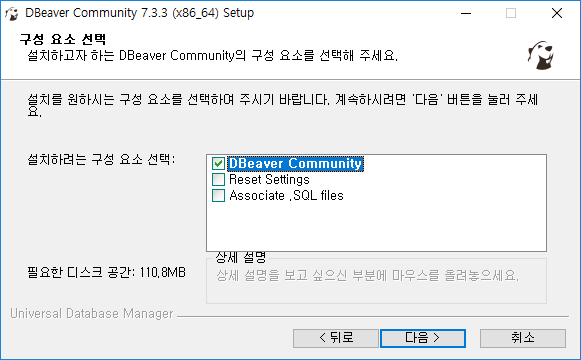 DBeaver Community 7.3.3 (x86_64) Setup
구성 요소 선택
설치하고자 하는 DBeaver Community의 구성 요소를 선택해 주세요.
설치를 원하시는 구성 요소를 선택하여 주시기 바랍니다. 계속하시려면 '다음' 버튼을 눌러 주세
요.
설치하려는 구성 요소 선택:
DBeaver Community
Reset Settings
Associate .SQL files
필요한 디스크 공간: 110.8MB
상세 설명
상세 설명을 보고 싶으신 부분에 마우스를 올려놓으세요.
Universal Database Manager
< 뒤로
다음 >
취소